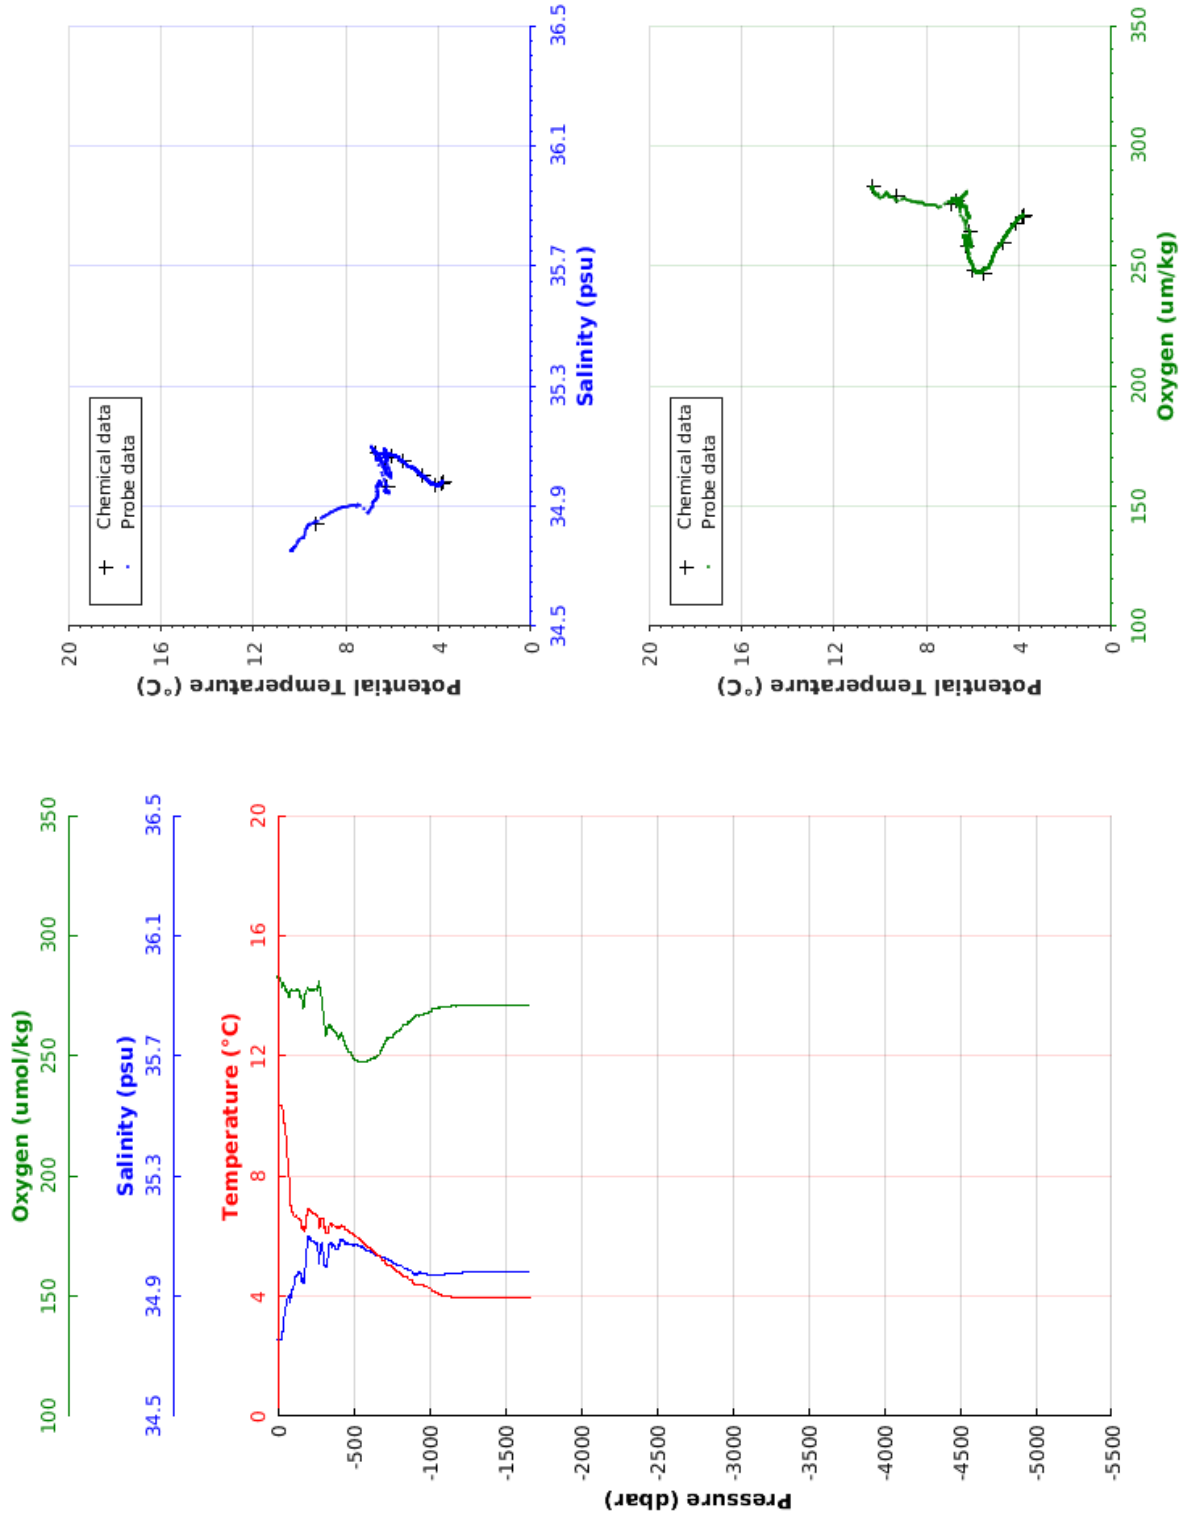 Oxygen (umol/kg)
100 150 200 250 300 350
Salinity (psu)
34.5 34.9 35.3 35.7 36.1 36.5
Temperature (°C)
0 4 8 12 16 20
Pressure (dbar)
0
-500
-1000
-1500
-2000
-2500
-3000
-3500
-4000
-4500
-5000
-5500
Potential Temperature (°C)
20
16
12
8
4
0
Chemical data
Probe data
34.5 34.9 35.3 35.7 36.1 36.5
Salinity (psu)
Potential Temperature (°C)
20
16
12
8
4
0
Chemical data
Probe data
100 150 200 250 300 350
Oxygen (um/kg)